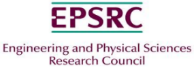 EPSRC
Engineering and Physical Sciences
Research Council